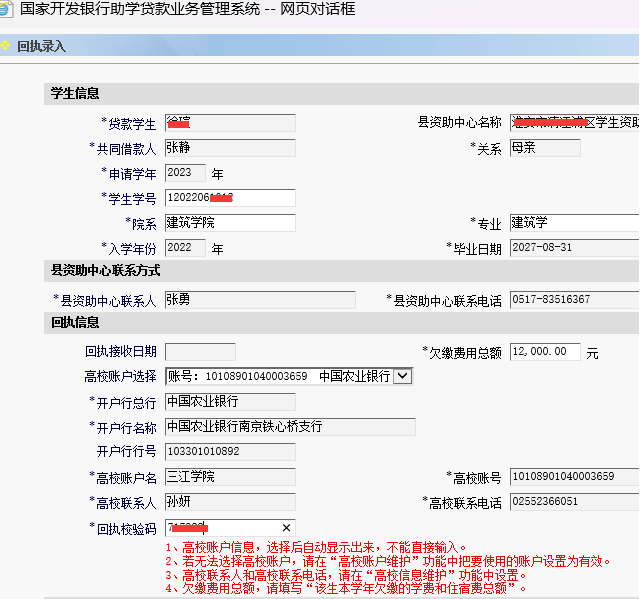 国家开发银行助学贷款业务管理系统 -- 网页对话框
回执录入
学生信息
*贷款学生 县资助中心名称 区学生资助
*共同借款人 张静 *关系 母亲
*申请学年 2023 年
*学生学号 12022061
*院系 建筑学院 *专业 建筑学
*入学年份 2022 年 *毕业日期 2027-08-31
县资助中心联系方式
*县资助中心联系人 张勇 *县资助中心联系电话 0517-83516367
回执信息
回执接收日期 *欠缴费用总额 12,000.00 元
高校账户选择 账号: 10108901040003659 中国农业银行
*开户行总行 中国农业银行
*开户行名称 中国农业银行南京铁心桥支行
开户行行号 103301010892
*高校账户名 三江学院 *高校账号 10108901040003659
*高校联系人 孙妍 *高校联系电话 02552366051
*回执校验码
1、高校账户信息，选择后自动显示出来，不能直接输入。
2、若无法选择高校账户，请在“高校账户维护”功能中把要使用的账户设置为有效。
3、高校联系人和高校联系电话，请在“高校信息维护”功能中设置。
4、欠缴费用总额，请填写“该生本学年欠缴的学费和住宿费总额”。